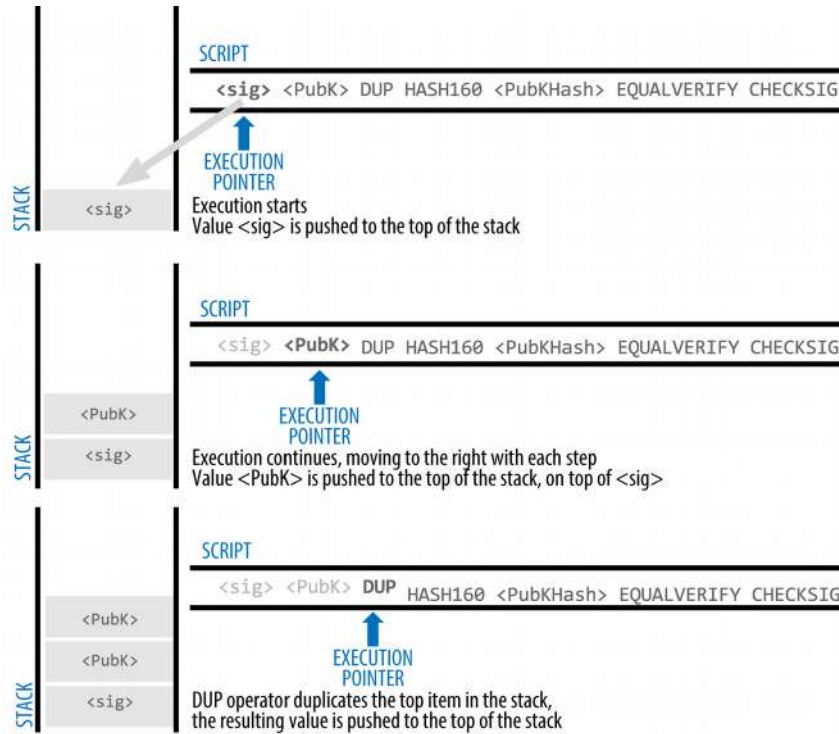 SCRIPT
<sig> <PubK> DUP HASH160 <PubKHash> EQUALVERIFY CHECKSIG
EXECUTION
POINTER
STACK
<sig>
Execution starts
Value <sig> is pushed to the top of the stack
SCRIPT
<sig> <PubK> DUP HASH160 <PubKHash> EQUALVERIFY CHECKSIG
EXECUTION
POINTER
STACK
<PubK>
<sig>
Execution continues, moving to the right with each step
Value <PubK> is pushed to the top of the stack, on top of <sig>
SCRIPT
<sig> <PubK> DUP HASH160 <PubKHash> EQUALVERIFY CHECKSIG
EXECUTION
POINTER
STACK
<PubK>
<PubK>
<sig>
DUP operator duplicates the top item in the stack,
the resulting value is pushed to the top of the stack